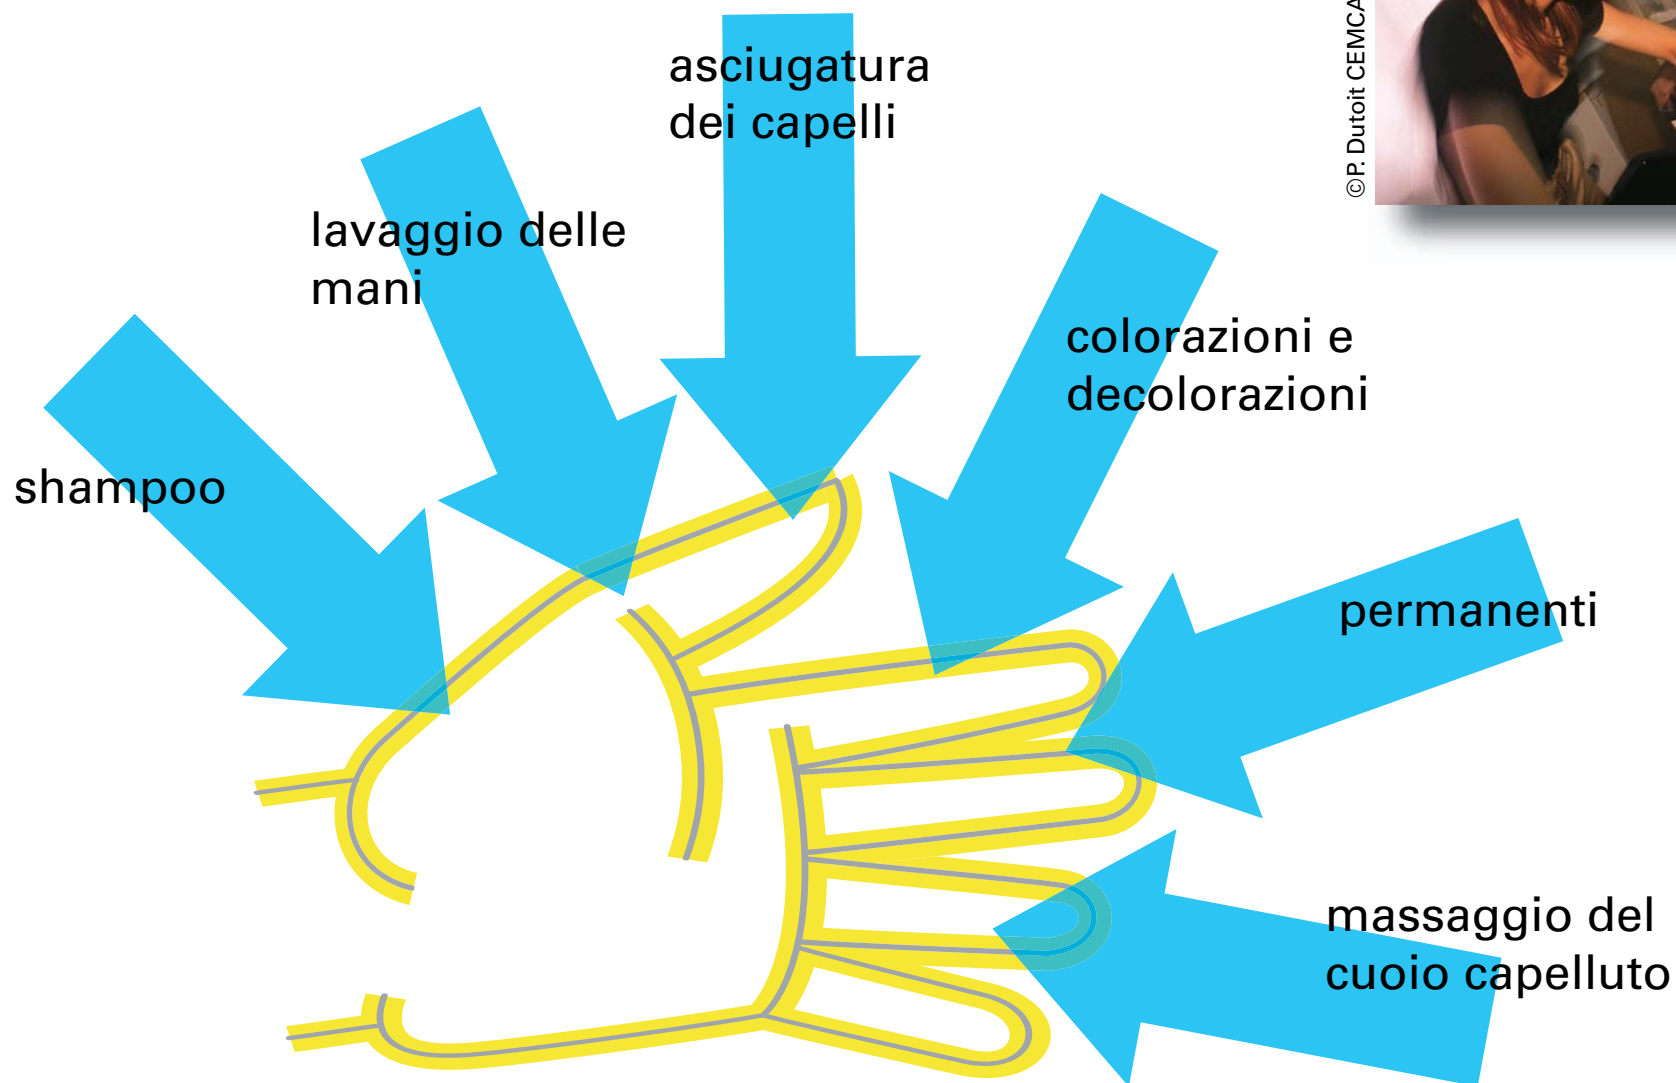 asciugatura
dei capelli
©P. Dutoit CEMCA
lavaggio delle
mani
colorazioni e
decolorazioni
shampoo
permanenti
massaggio del
cuoio capelluto